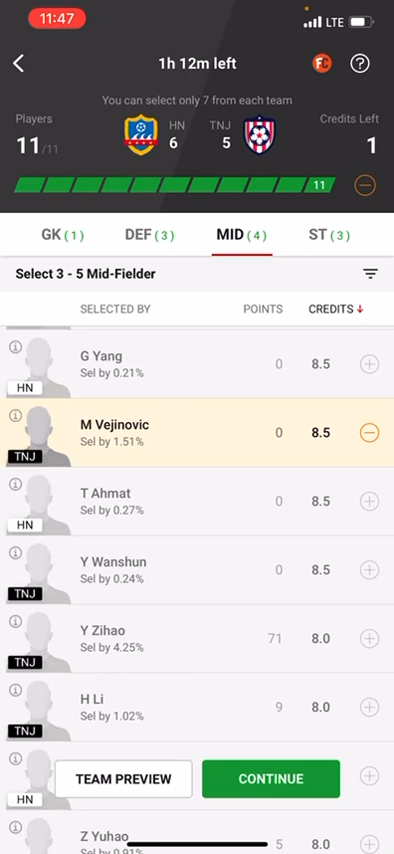 11:47
LTE
1h 12m left
FC
?
You can select only 7 from each team
Players
HN
TNJ
Credits Left
11/11
6
5
1
11
GK (1)
DEF (3)
MID (4)
ST (3)
Select 3 - 5 Mid-Fielder
SELECTED BY
POINTS
CREDITS
G Yang
Sel by 0.21%
0
8.5
HN
M Vejinovic
Sel by 1.51%
0
8.5
TNJ
T Ahmat
Sel by 0.27%
0
8.5
HN
Y Wanshun
Sel by 0.24%
0
8.5
TNJ
Y Zihao
Sel by 4.25%
71
8.0
TNJ
H Li
Sel by 1.02%
9
8.0
TNJ
HN
TEAM PREVIEW
CONTINUE
Z Yuhao
Sel by 0.91%
5
8.0